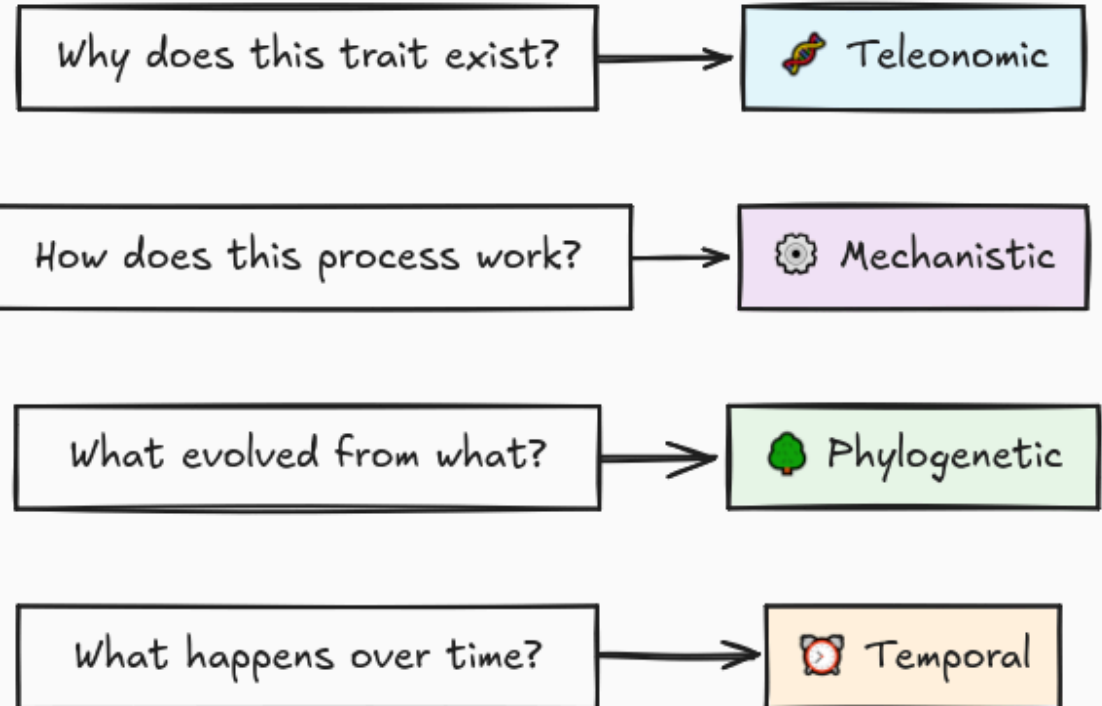 Why does this trait exist? 🧬 Teleonomic
How does this process work? ⚙️ Mechanistic
What evolved from what? 🌳 Phylogenetic
What happens over time? ⏰ Temporal